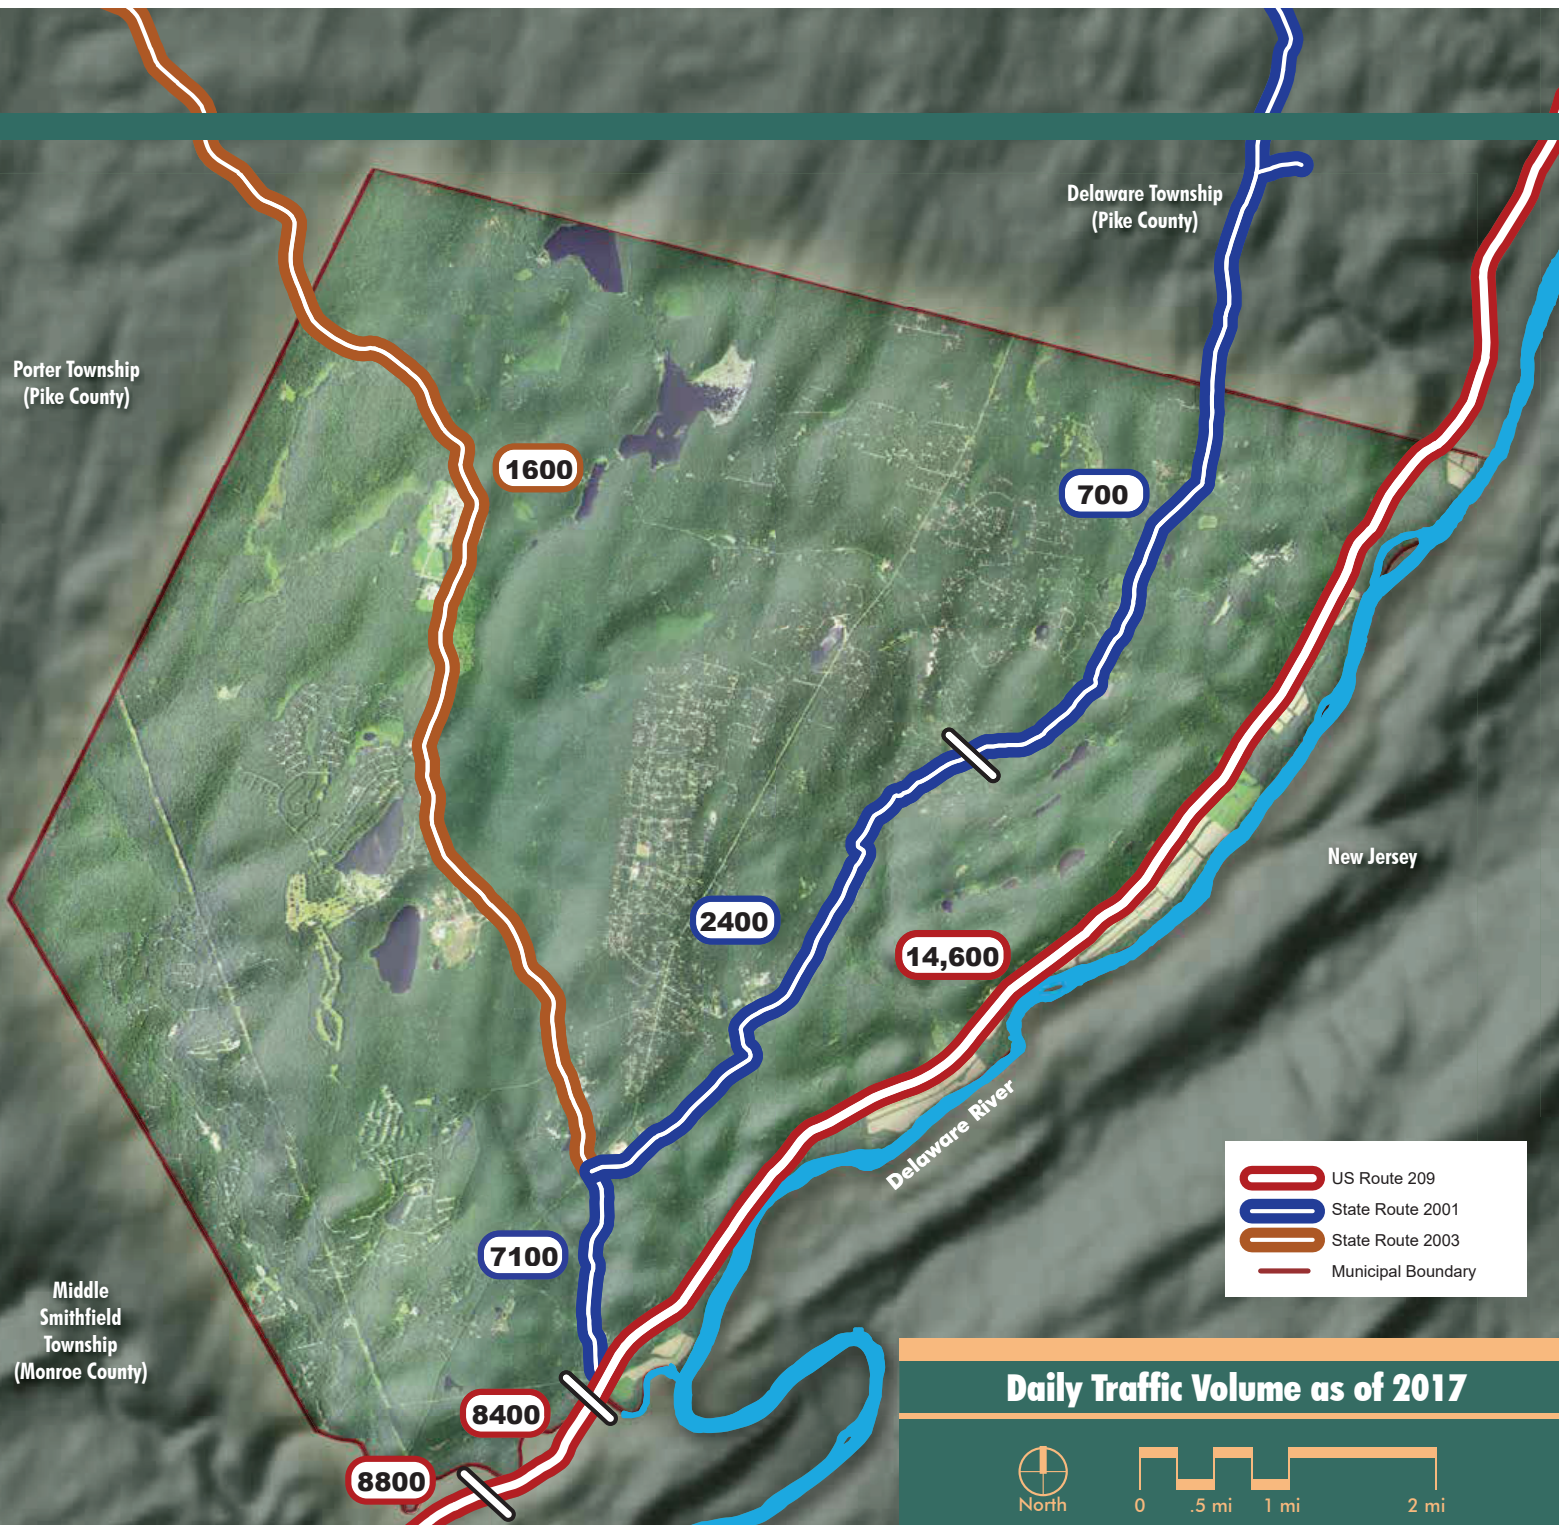 Delaware Township
(Pike County)
Porter Township
(Pike County)
1600
700
New Jersey
2400
14,600
Delaware River
US Route 209
State Route 2001
State Route 2003
Municipal Boundary
7100
Middle
Smithfield
Township
(Monroe County)
8400
8800
Daily Traffic Volume as of 2017
North
0 .5 mi 1 mi 2 mi